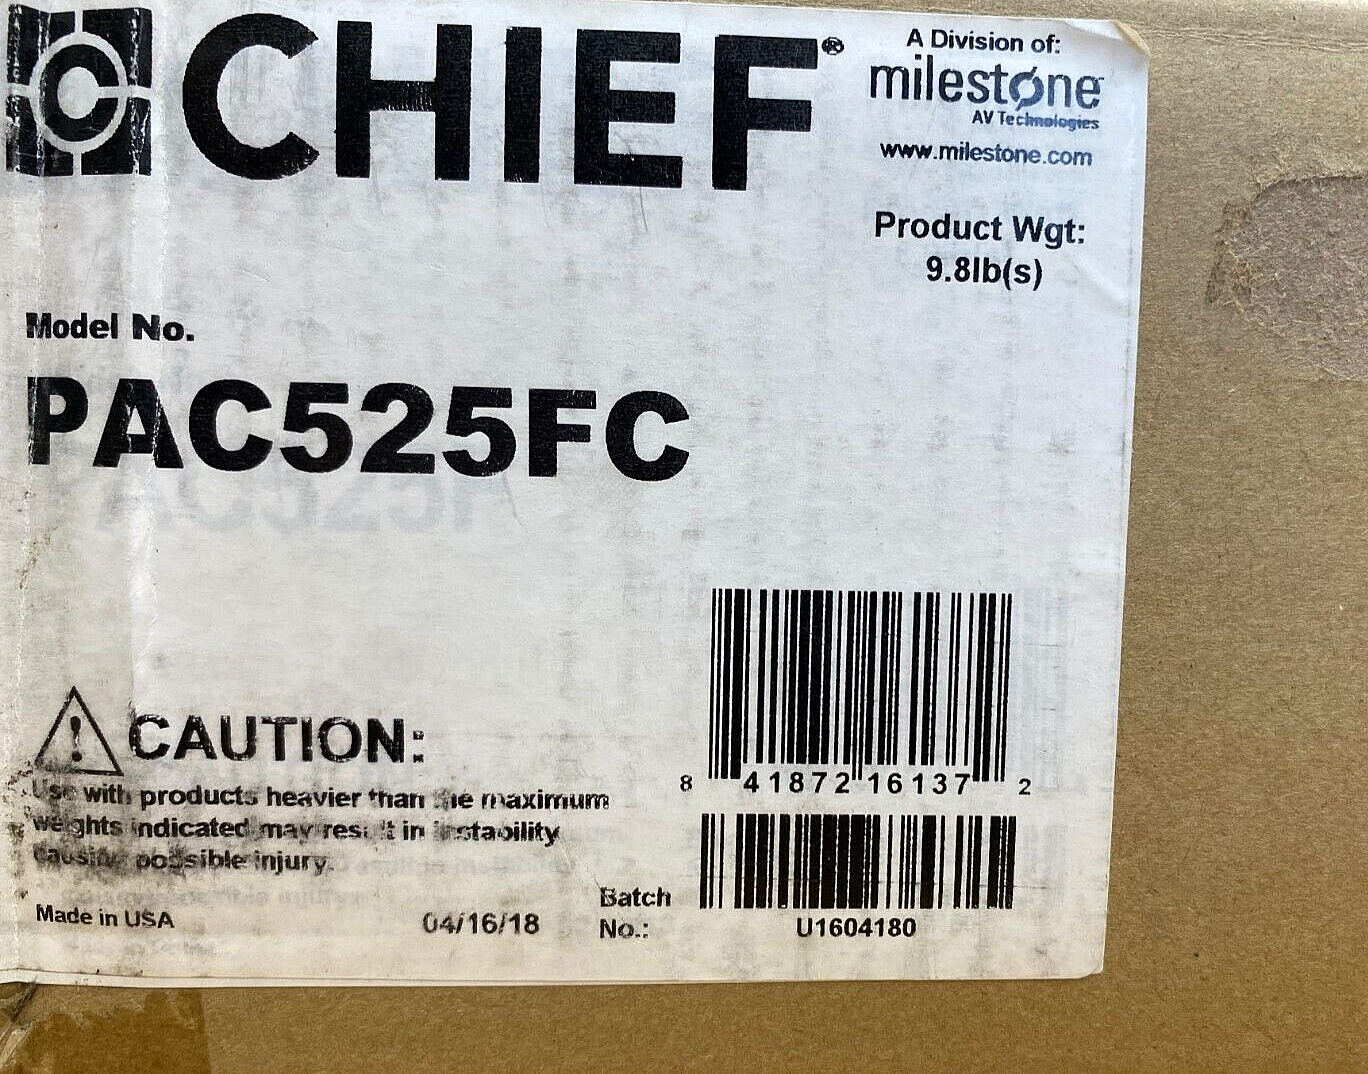 CHIEF®
A Division of:
milestone
AV Technologies
www.milestone.com
Product Wgt:
9.8lb(s)
Model No.
PAC525FC
CAUTION:
Use with products heavier than the maximum
weights indicated may result in instability
causing possible injury.
8 41872 16137 2
Made in USA
04/16/18
Batch
No.:
U1604180